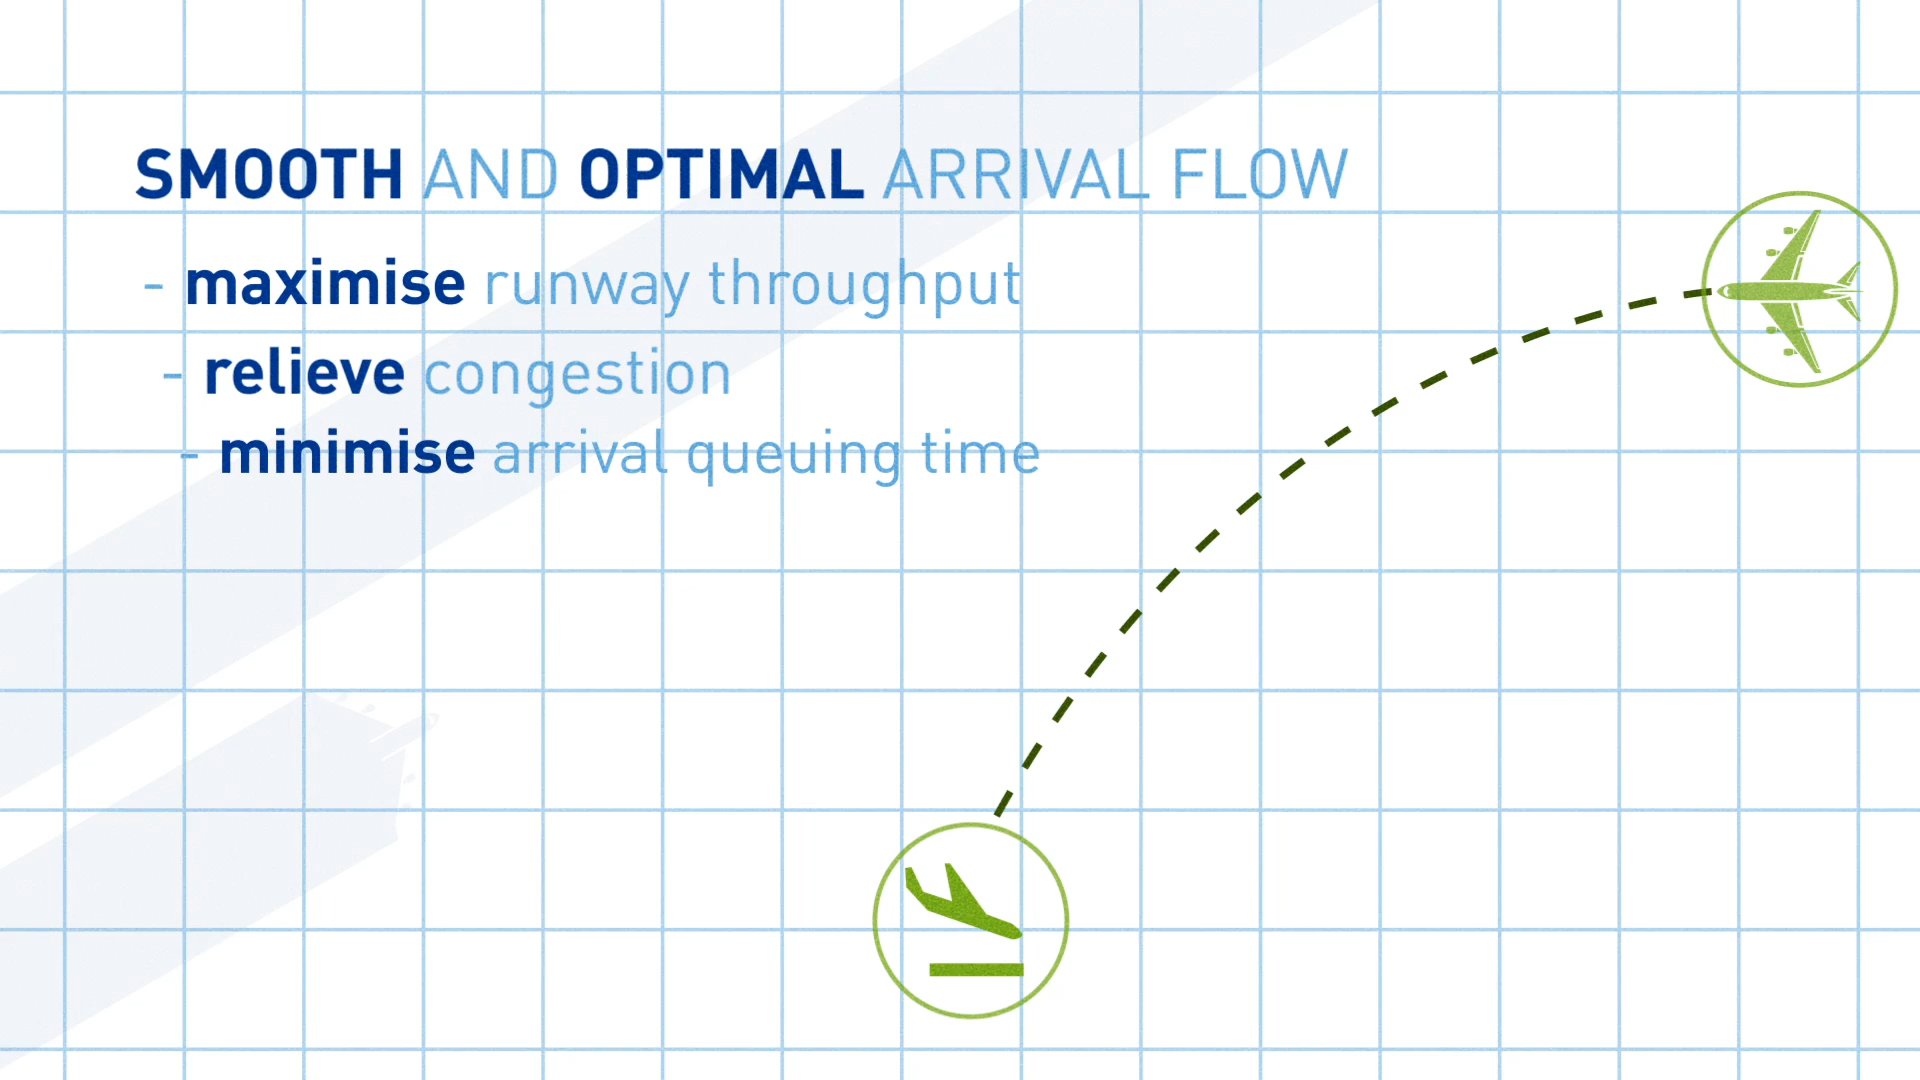 SMOOTH AND OPTIMAL ARRIVAL FLOW
- maximise runway throughput
- relieve congestion
- minimise arrival queuing time